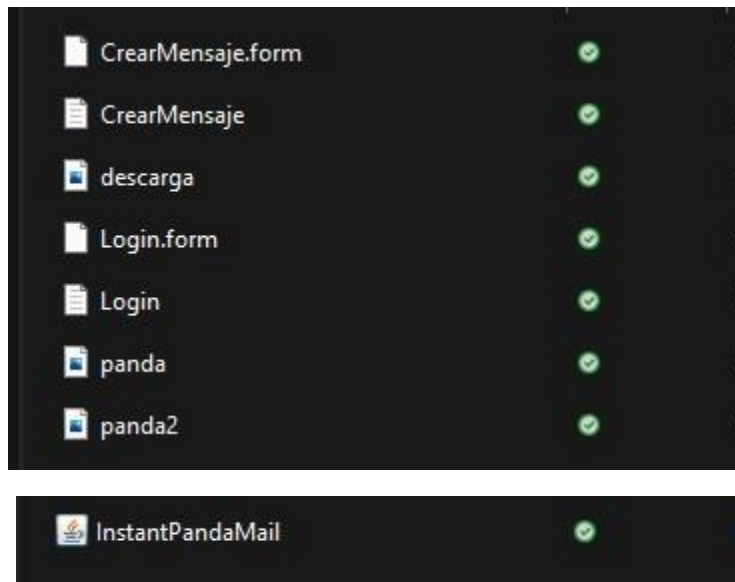 CrearMensaje.form
CrearMensaje
descarga
Login.form
Login
panda
panda2
InstantPandaMail